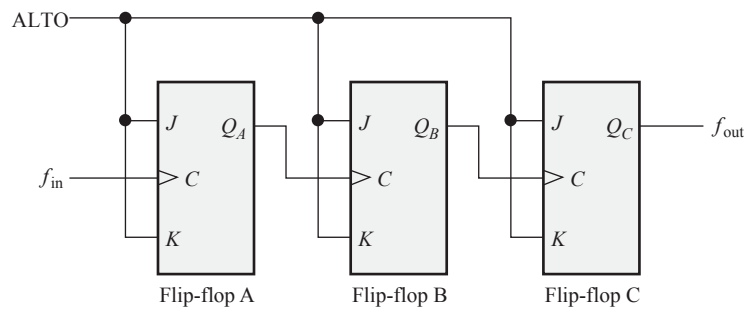 ALTO
J Q_A J Q_B J Q_C f_out
f_in C C C
K K K
Flip-flop A Flip-flop B Flip-flop C